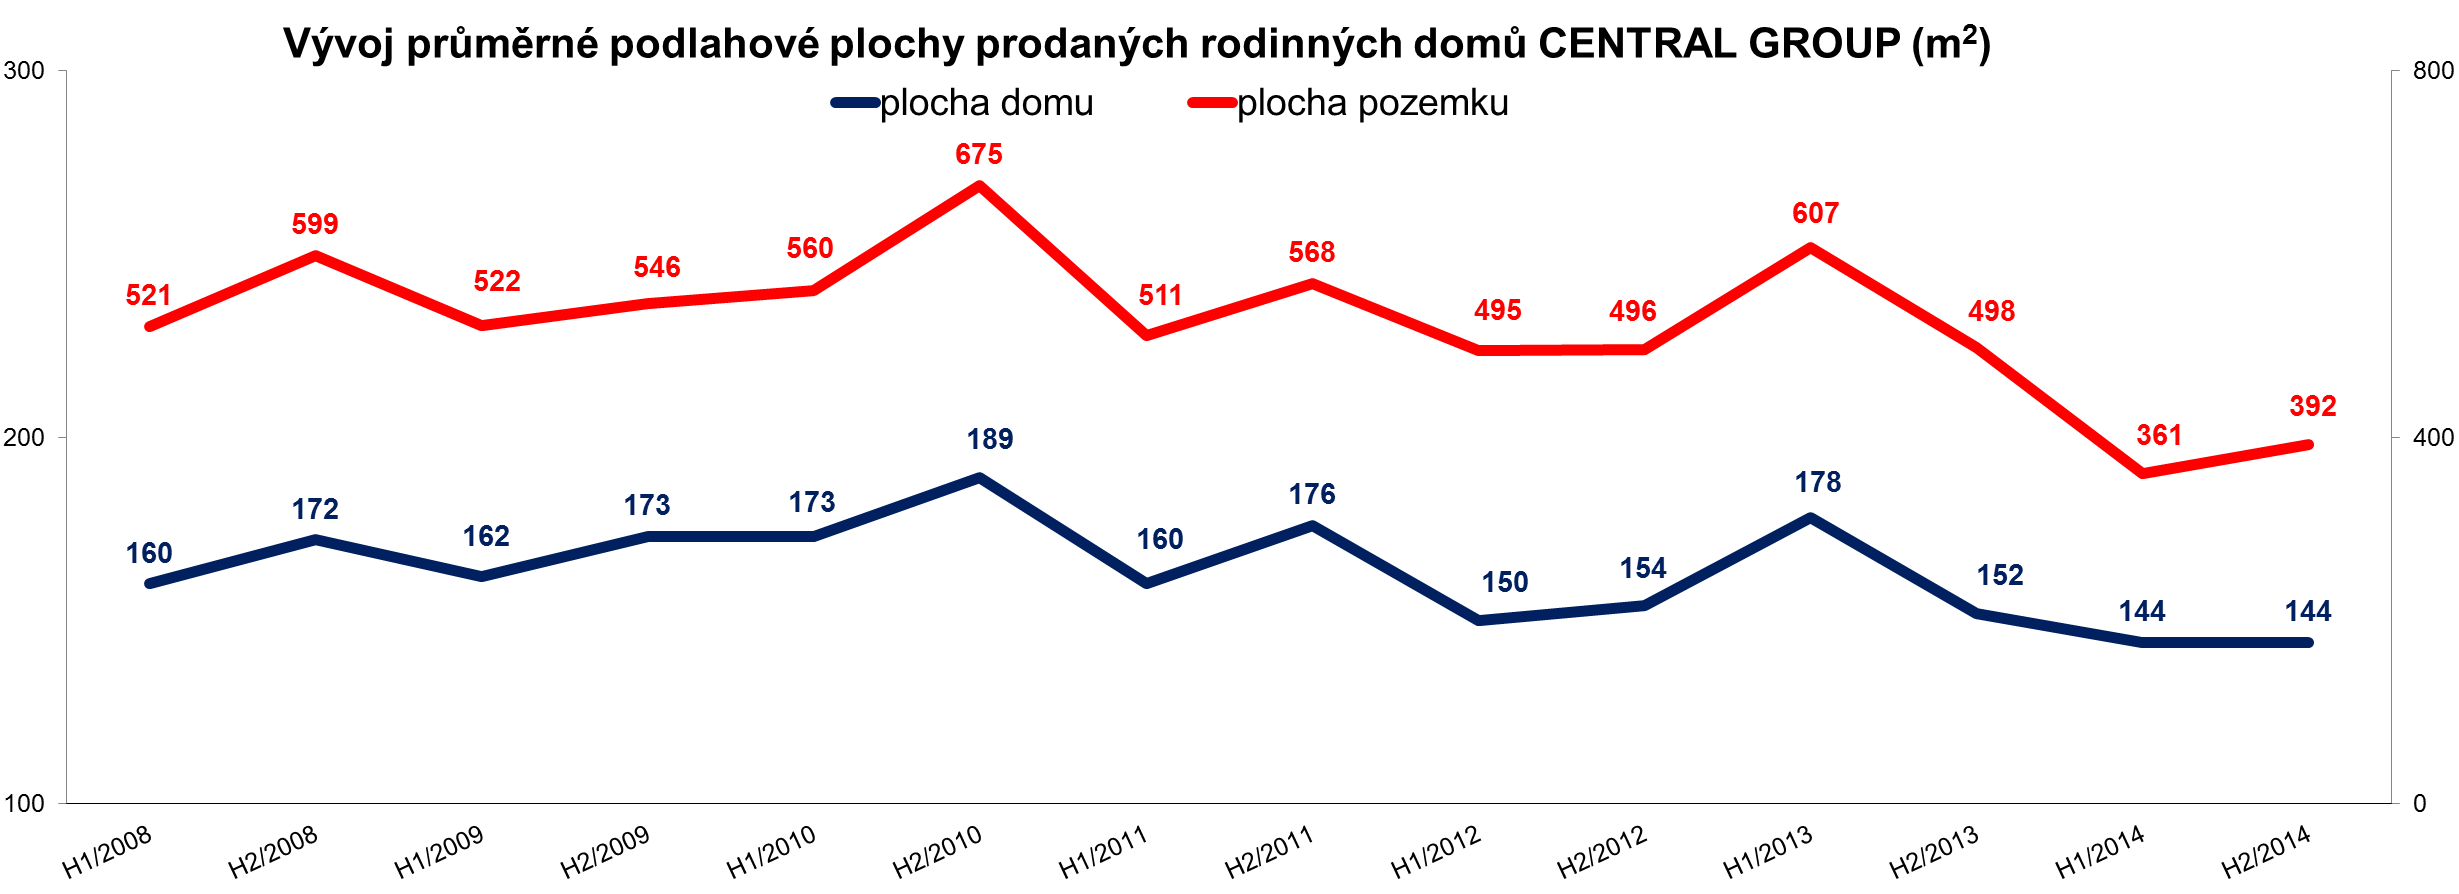 Vývoj průměrné podlahové plochy prodaných rodinných domů CENTRAL GROUP (m²)
300
800
plocha domu
plocha pozemku
675
599
607
560
568
546
522
521
511
495
496
498
392
361
200
400
189
178
176
172
173
173
162
160
160
150
154
152
144
144
100
0
H1/2008
H2/2008
H1/2009
H2/2009
H1/2010
H2/2010
H1/2011
H2/2011
H1/2012
H2/2012
H1/2013
H2/2013
H1/2014
H2/2014